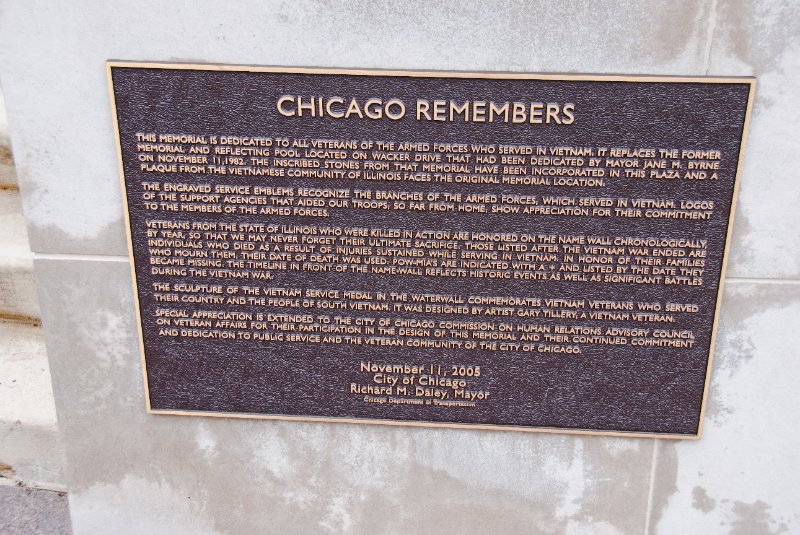 CHICAGO REMEMBERS
THIS MEMORIAL IS DEDICATED TO ALL VETERANS OF THE ARMED FORCES WHO SERVED IN VIETNAM. IT REPLACES THE FORMER
MEMORIAL AND REFLECTING POOL LOCATED ON WACKER DRIVE THAT HAD BEEN DEDICATED BY MAYOR JANE M. BYRNE
ON NOVEMBER 11,1982. THE INSCRIBED STONES FROM THAT MEMORIAL HAVE BEEN INCORPORATED IN THIS PLAZA AND A
PLAQUE FROM THE VIETNAMESE COMMUNITY OF ILLINOIS FACES THE ORIGINAL MEMORIAL LOCATION.
THE ENGRAVED SERVICE EMBLEMS RECOGNIZE THE BRANCHES OF THE ARMED FORCES, WHICH SERVED IN VIETNAM. LOGOS
OF THE SUPPORT AGENCIES THAT AIDED OUR TROOPS, SO FAR FROM HOME, SHOW APPRECIATION FOR THEIR COMMITMENT
TO THE MEMBERS OF THE ARMED FORCES.
VETERANS FROM THE STATE OF ILLINOIS WHO WERE KILLED IN ACTION ARE HONORED ON THE NAME WALL CHRONOLOGICALLY,
BY YEAR, SO THAT WE MAY NEVER FORGET THEIR ULTIMATE SACRIFICE. THOSE LISTED AFTER THE VIETNAM WAR ENDED ARE
INDIVIDUALS WHO DIED AS A RESULT OF INJURIES SUSTAINED WHILE SERVING IN VIETNAM. IN HONOR OF THEIR FAMILIES
WHO MOURN THEM, THEIR DATE OF DEATH WAS USED. POW-MIA'S ARE INDICATED WITH A + AND LISTED BY THE DATE THEY
BECAME MISSING. THE TIMELINE IN FRONT OF THE NAME-WALL REFLECTS HISTORIC EVENTS AS WELL AS SIGNIFICANT BATTLES
DURING THE VIETNAM WAR.
THE SCULPTURE OF THE VIETNAM SERVICE MEDAL IN THE WATERWALL COMMEMORATES VIETNAM VETERANS WHO SERVED
THEIR COUNTRY AND THE PEOPLE OF SOUTH VIETNAM. IT WAS DESIGNED BY ARTIST GARY TILLERY, A VIETNAM VETERAN.
SPECIAL APPRECIATION IS EXTENDED TO THE CITY OF CHICAGO COMMISSION ON HUMAN RELATIONS ADVISORY COUNCIL
ON VETERAN AFFAIRS FOR THEIR PARTICIPATION IN THE DESIGN OF THIS MEMORIAL AND THEIR CONTINUED COMMITMENT
AND DEDICATION TO PUBLIC SERVICE AND THE VETERAN COMMUNITY OF THE CITY OF CHICAGO.
November 11, 2005
City of Chicago
Richard M. Daley, Mayor
Chicago Department of Transportation